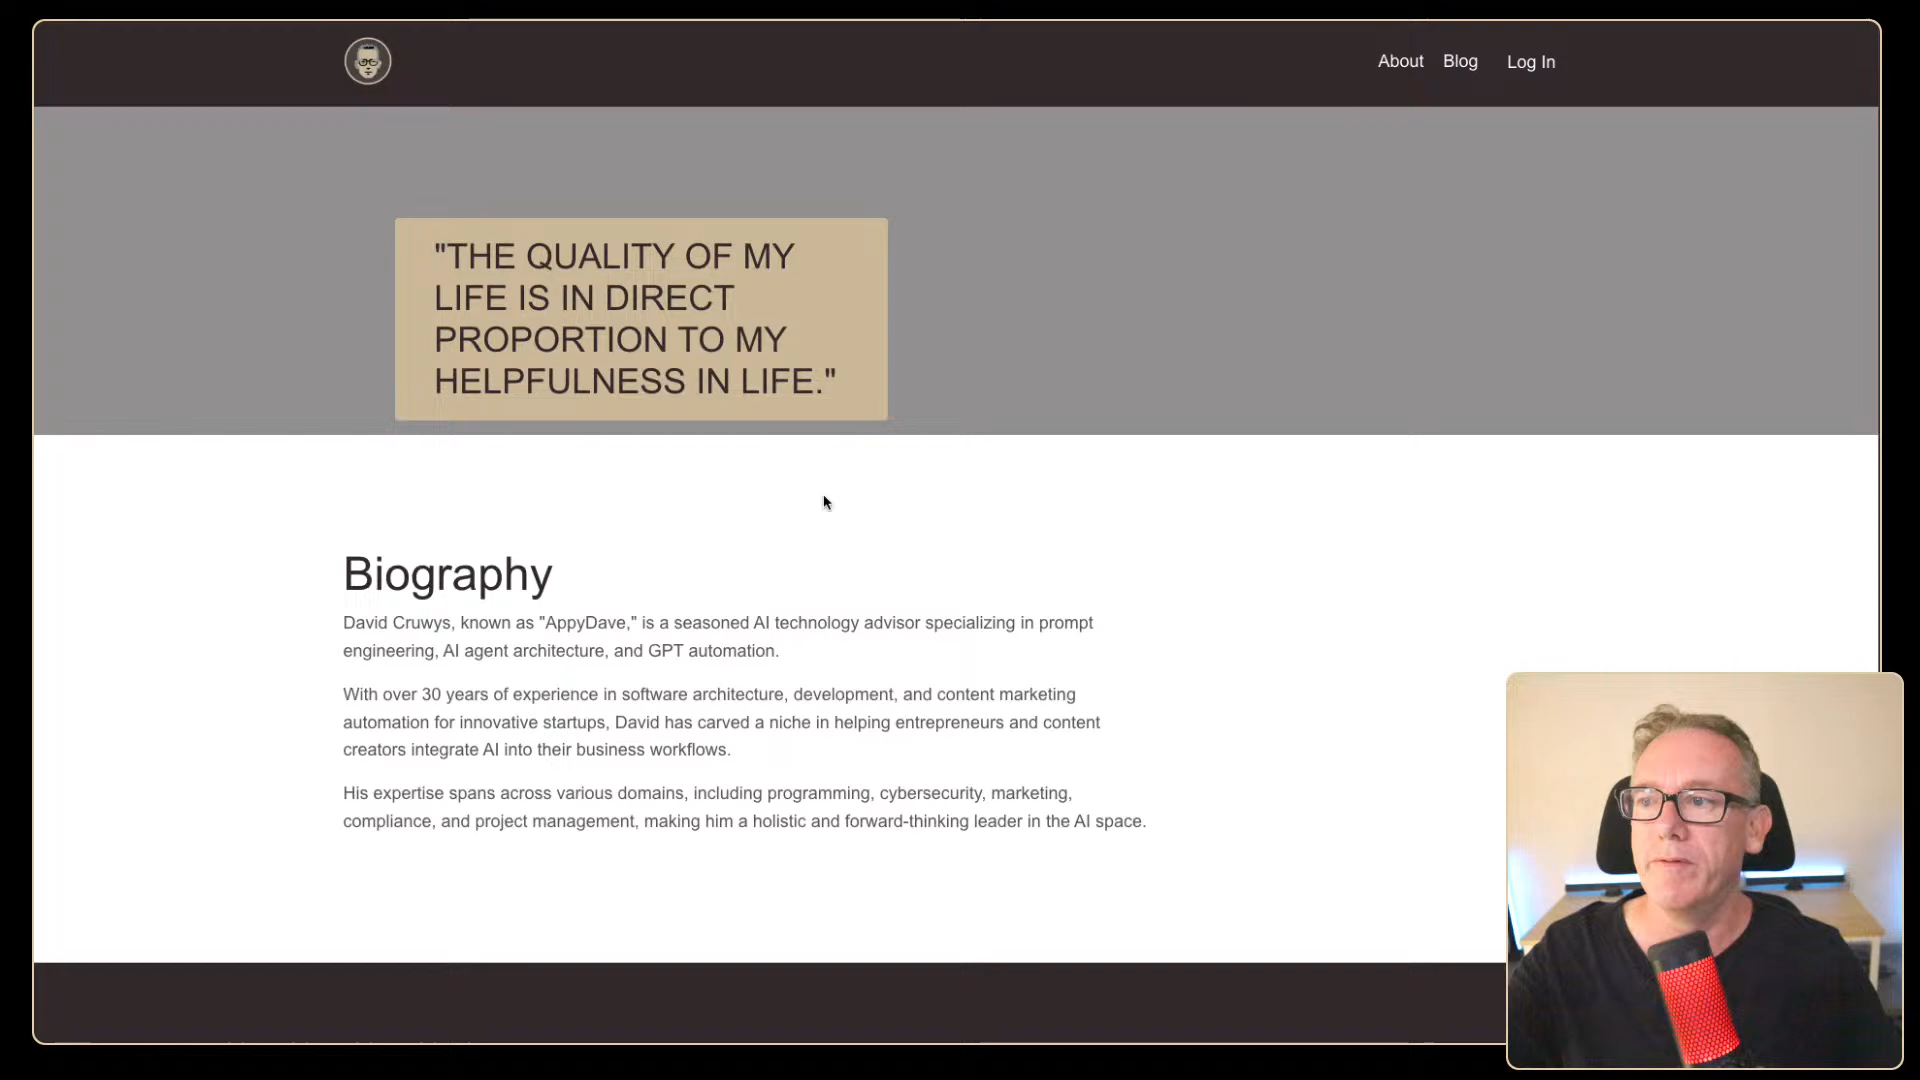 About Blog Log In
"THE QUALITY OF MY
LIFE IS IN DIRECT
PROPORTION TO MY
HELPFULNESS IN LIFE."
Biography
David Cruwys, known as "AppyDave," is a seasoned AI technology advisor specializing in prompt
engineering, AI agent architecture, and GPT automation.
With over 30 years of experience in software architecture, development, and content marketing
automation for innovative startups, David has carved a niche in helping entrepreneurs and content
creators integrate AI into their business workflows.
His expertise spans across various domains, including programming, cybersecurity, marketing,
compliance, and project management, making him a holistic and forward-thinking leader in the AI space.